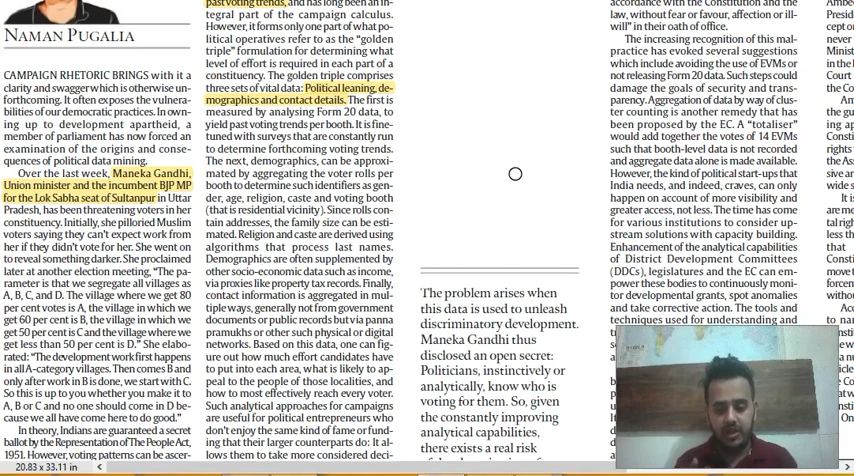 NAMAN PUGALIA
CAMPAIGN RHETORIC BRINGS with it a
clarity and swagger which is otherwise un-
forthcoming. It often exposes the vulnera-
bilities of our democratic practices. In own-
ing up to development apartheid, a
member of parliament has now forced an
examination of the origins and conse-
quences of political data mining.
Over the last week, Maneka Gandhi,
Union minister and the incumbent BJP MP
for the Lok Sabha seat of Sultanpur in Uttar
Pradesh, has been threatening voters in her
constituency. Initially, she pilloried Muslim
voters saying they can't expect work from
her if they didn't vote for her. She went on
to reveal something darker. She proclaimed
later at another election meeting, "The pa-
rameter is that we segregate all villages as
A, B, C, and D. The village where we get 80
per cent votes is A, the village in which we
get 60 per cent is B, the village in which we
get 50 per cent is C and the village where we
get less than 50 per cent is D." She elabo-
rated: "The development work first happens
in all A-category villages. Then comes B and
only after work in B is done, we start with C.
So this is up to you whether you make it to
A, B or C and no one should come in D be-
cause we all have come here to do good."
In theory, Indians are guaranteed a secret
ballot by the Representation of The People Act,
1951. However, voting patterns can be ascer-
past voting trends, and has long been an in-
tegral part of the campaign calculus.
However, it forms only one part of what po-
litical operatives refer to as the "golden
triple" formulation for determining what
level of effort is required in each part of a
constituency. The golden triple comprises
three sets of vital data: Political leaning, de-
mographics and contact details. The first is
measured by analysing Form 20 data, to
yield past voting trends per booth. It is fine-
tuned with surveys that are constantly run
to determine forthcoming voting trends.
The next, demographics, can be approxi-
mated by aggregating the voter rolls per
booth to determine such identifiers as gen-
der, age, religion, caste and voting booth
(that is residential vicinity). Since rolls con-
tain addresses, the family size can be esti-
mated. Religion and caste are derived using
algorithms that process last names.
Demographics are often supplemented by
other socio-economic data such as income,
via proxies like property tax records. Finally,
contact information is aggregated in mul-
tiple ways, generally not from government
documents or public records but via panna
pramukhs or other such physical or digital
networks. Based on this data, one can fig-
ure out how much effort candidates have
to put into each area, what is likely to ap-
peal to the people of those localities, and
how to most effectively reach every voter.
Such analytical approaches for campaigns
are useful for political entrepreneurs who
don't enjoy the same kind of fame or fund-
ing that their larger counterparts do: It al-
lows them to take more considered deci-
The problem arises when
this data is used to unleash
discriminatory development.
Maneka Gandhi thus
disclosed an open secret:
Politicians, instinctively or
analytically, know who is
voting for them. So, given
the constantly improving
analytical capabilities,
there exists a real risk
accordance with the Constitution and the
law, without fear or favour, affection or ill-
will" in their oath of office.
The increasing recognition of this mal-
practice has evoked several suggestions
which include avoiding the use of EVMs or
not releasing Form 20 data. Such steps could
damage the goals of security and trans-
parency. Aggregation of data by way of clus-
ter counting is another remedy that has
been proposed by the EC. A "totaliser"
would add together the votes of 14 EVMs
such that booth-level data is not recorded
and aggregate data alone is made available.
However, the kind of political start-ups that
India needs, and indeed, craves, can only
happen on account of more visibility and
greater access, not less. The time has come
for various institutions to consider up-
stream solutions with capacity building.
Enhancement of the analytical capabilities
of District Development Committees
(DDCs), legislatures and the EC can em-
power these bodies to continuously moni-
tor developmental grants, spot anomalies
and take corrective action. The tools and
techniques used for understanding and
20.83 x 33.11 in